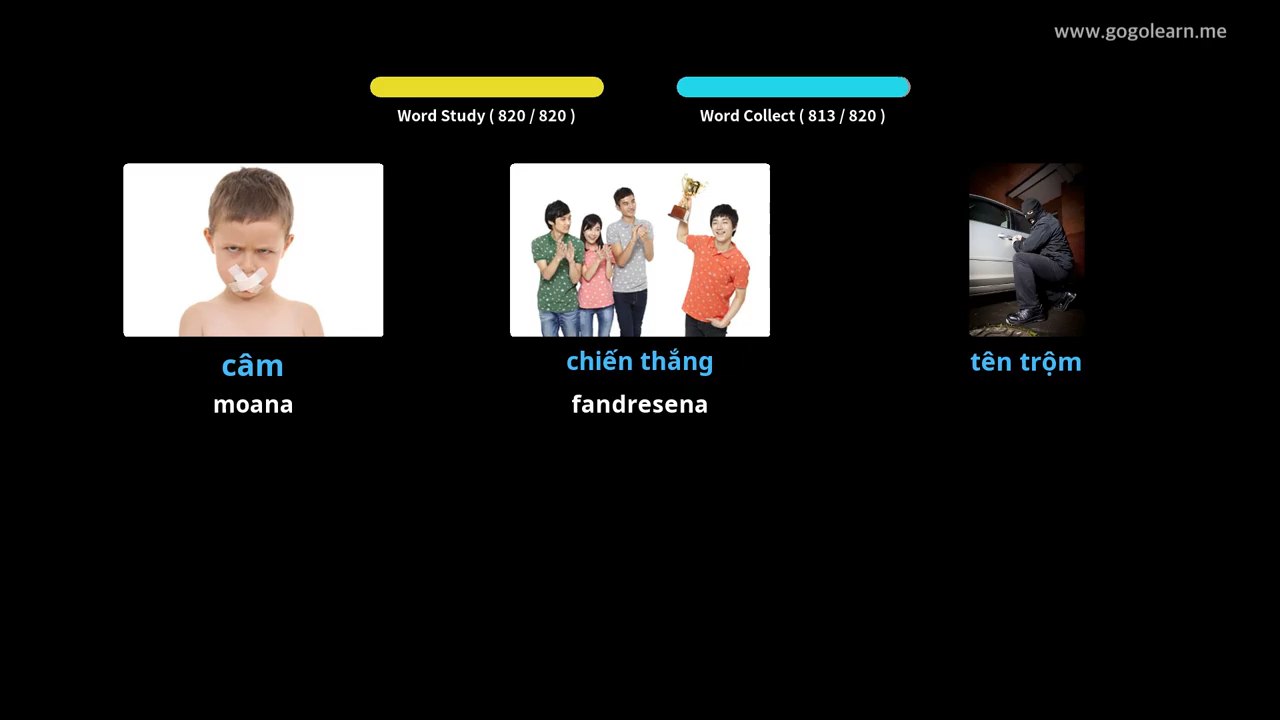 www.gogolearn.me
Word Study ( 820 / 820 )
Word Collect ( 813 / 820 )
câm
chiến thắng
tên trộm
moana
fandresena